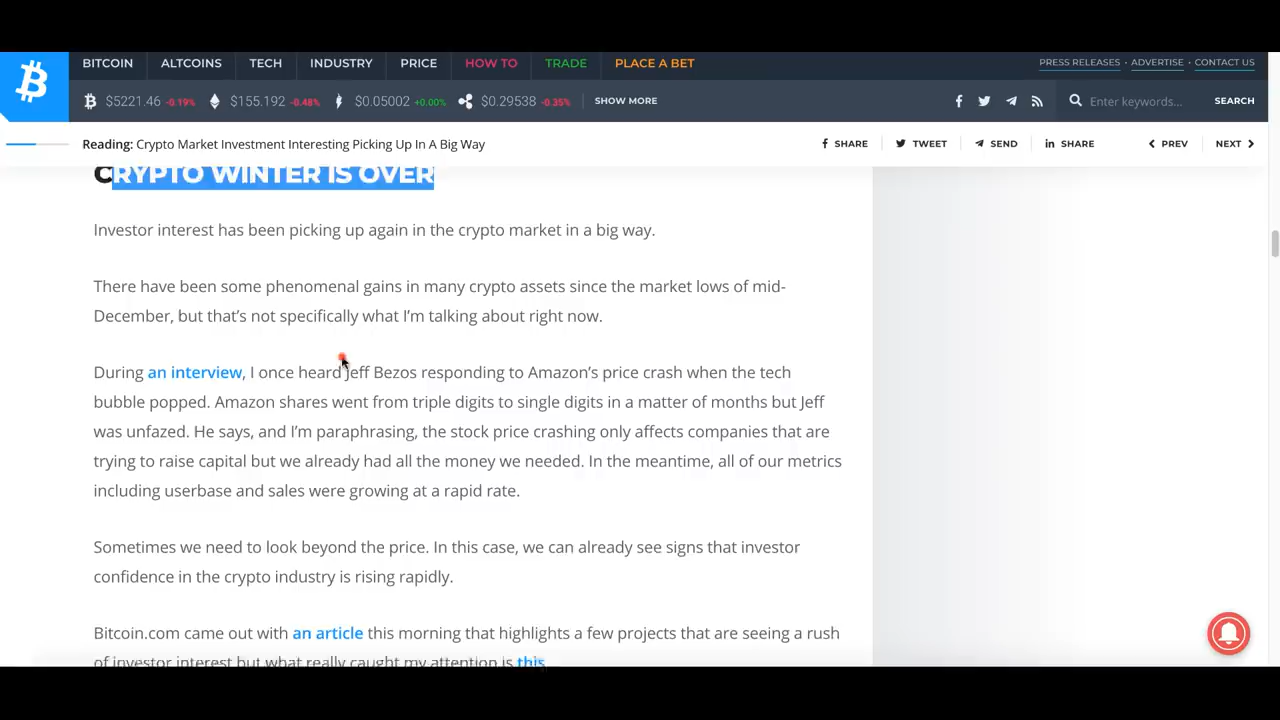 BITCOIN ALTCOINS TECH INDUSTRY PRICE HOW TO TRADE PLACE A BET PRESS RELEASES · ADVERTISE · CONTACT US
$5221.46 -0.19% $155.192 -0.48% $0.05002 +0.00% $0.29538 -0.35% SHOW MORE Enter keywords... SEARCH
Reading: Crypto Market Investment Interesting Picking Up In A Big Way SHARE TWEET SEND SHARE PREV NEXT
CRYPTO WINTER IS OVER
Investor interest has been picking up again in the crypto market in a big way.
There have been some phenomenal gains in many crypto assets since the market lows of mid-
December, but that’s not specifically what I’m talking about right now.
During an interview, I once heard Jeff Bezos responding to Amazon’s price crash when the tech
bubble popped. Amazon shares went from triple digits to single digits in a matter of months but Jeff
was unfazed. He says, and I’m paraphrasing, the stock price crashing only affects companies that are
trying to raise capital but we already had all the money we needed. In the meantime, all of our metrics
including userbase and sales were growing at a rapid rate.
Sometimes we need to look beyond the price. In this case, we can already see signs that investor
confidence in the crypto industry is rising rapidly.
Bitcoin.com came out with an article this morning that highlights a few projects that are seeing a rush
of investor interest but what really caught my attention is this